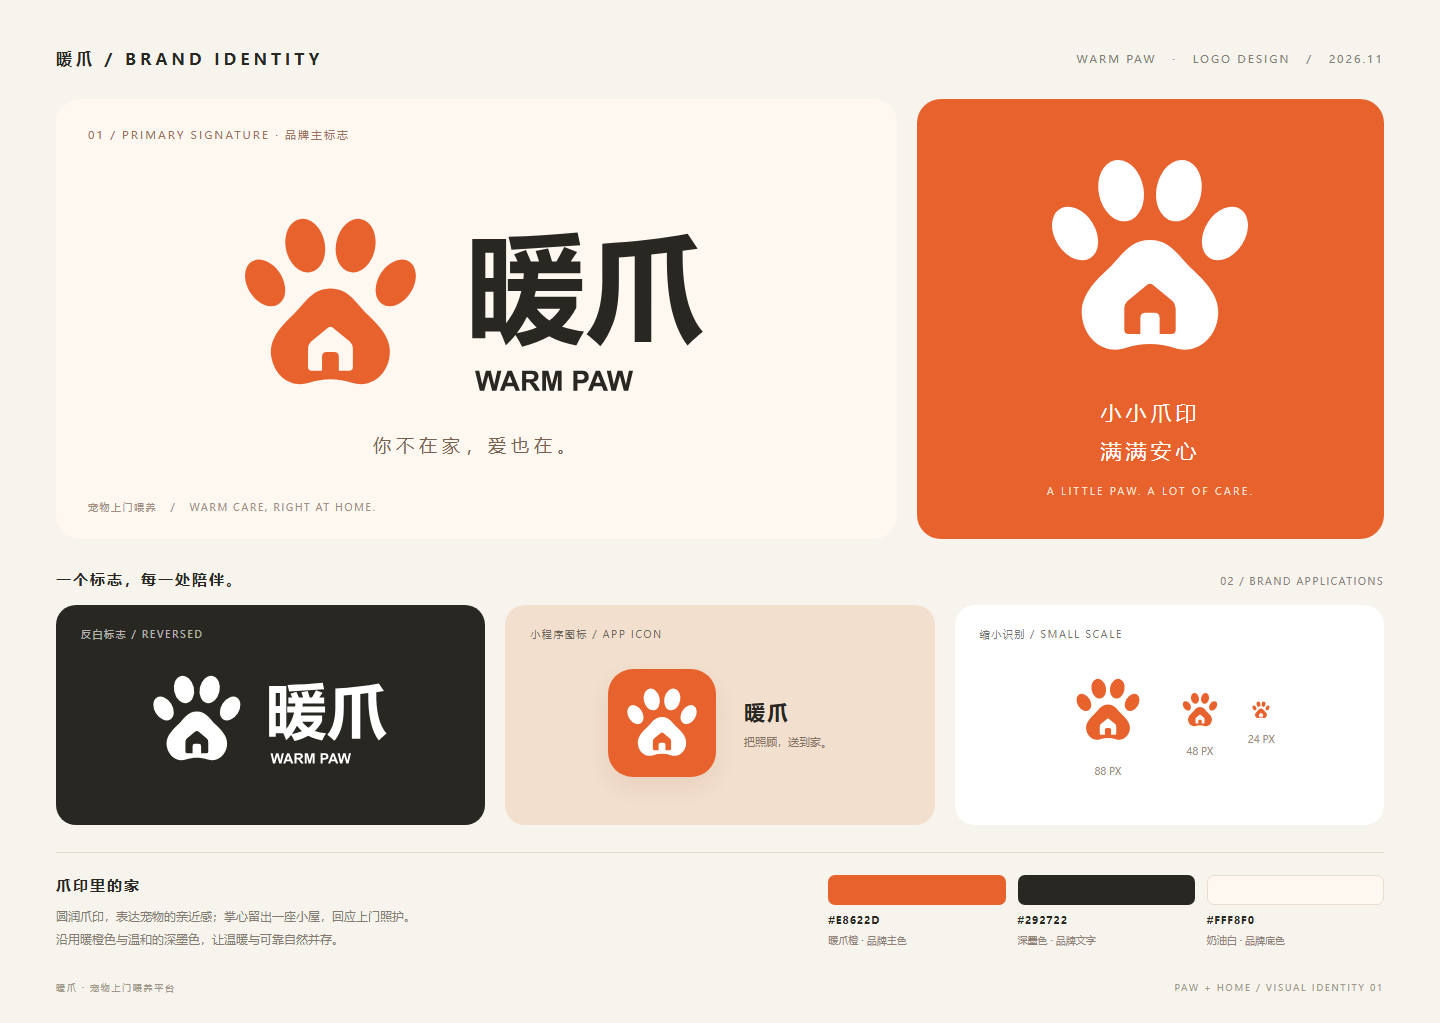 暖爪 / BRAND IDENTITY
WARM PAW · LOGO DESIGN / 2026.11
01 / PRIMARY SIGNATURE · 品牌主标志
暖爪
WARM PAW
你不在家，爱也在。
宠物上门喂养 / WARM CARE, RIGHT AT HOME.
小小爪印
满满安心
A LITTLE PAW. A LOT OF CARE.
一个标志，每一处陪伴。
02 / BRAND APPLICATIONS
反白标志 / REVERSED
暖爪
WARM PAW
小程序图标 / APP ICON
暖爪
把照顾，送到家。
缩小识别 / SMALL SCALE
88 PX
48 PX
24 PX
爪印里的家
圆润爪印，表达宠物的亲近感；掌心留出一座小屋，回应上门照护。
沿用暖橙色与温和的深墨色，让温暖与可靠自然并存。
#E8622D
暖爪橙 · 品牌主色
#292722
深墨色 · 品牌文字
#FFF8F0
奶油白 · 品牌底色
暖爪 · 宠物上门喂养平台
PAW + HOME / VISUAL IDENTITY 01